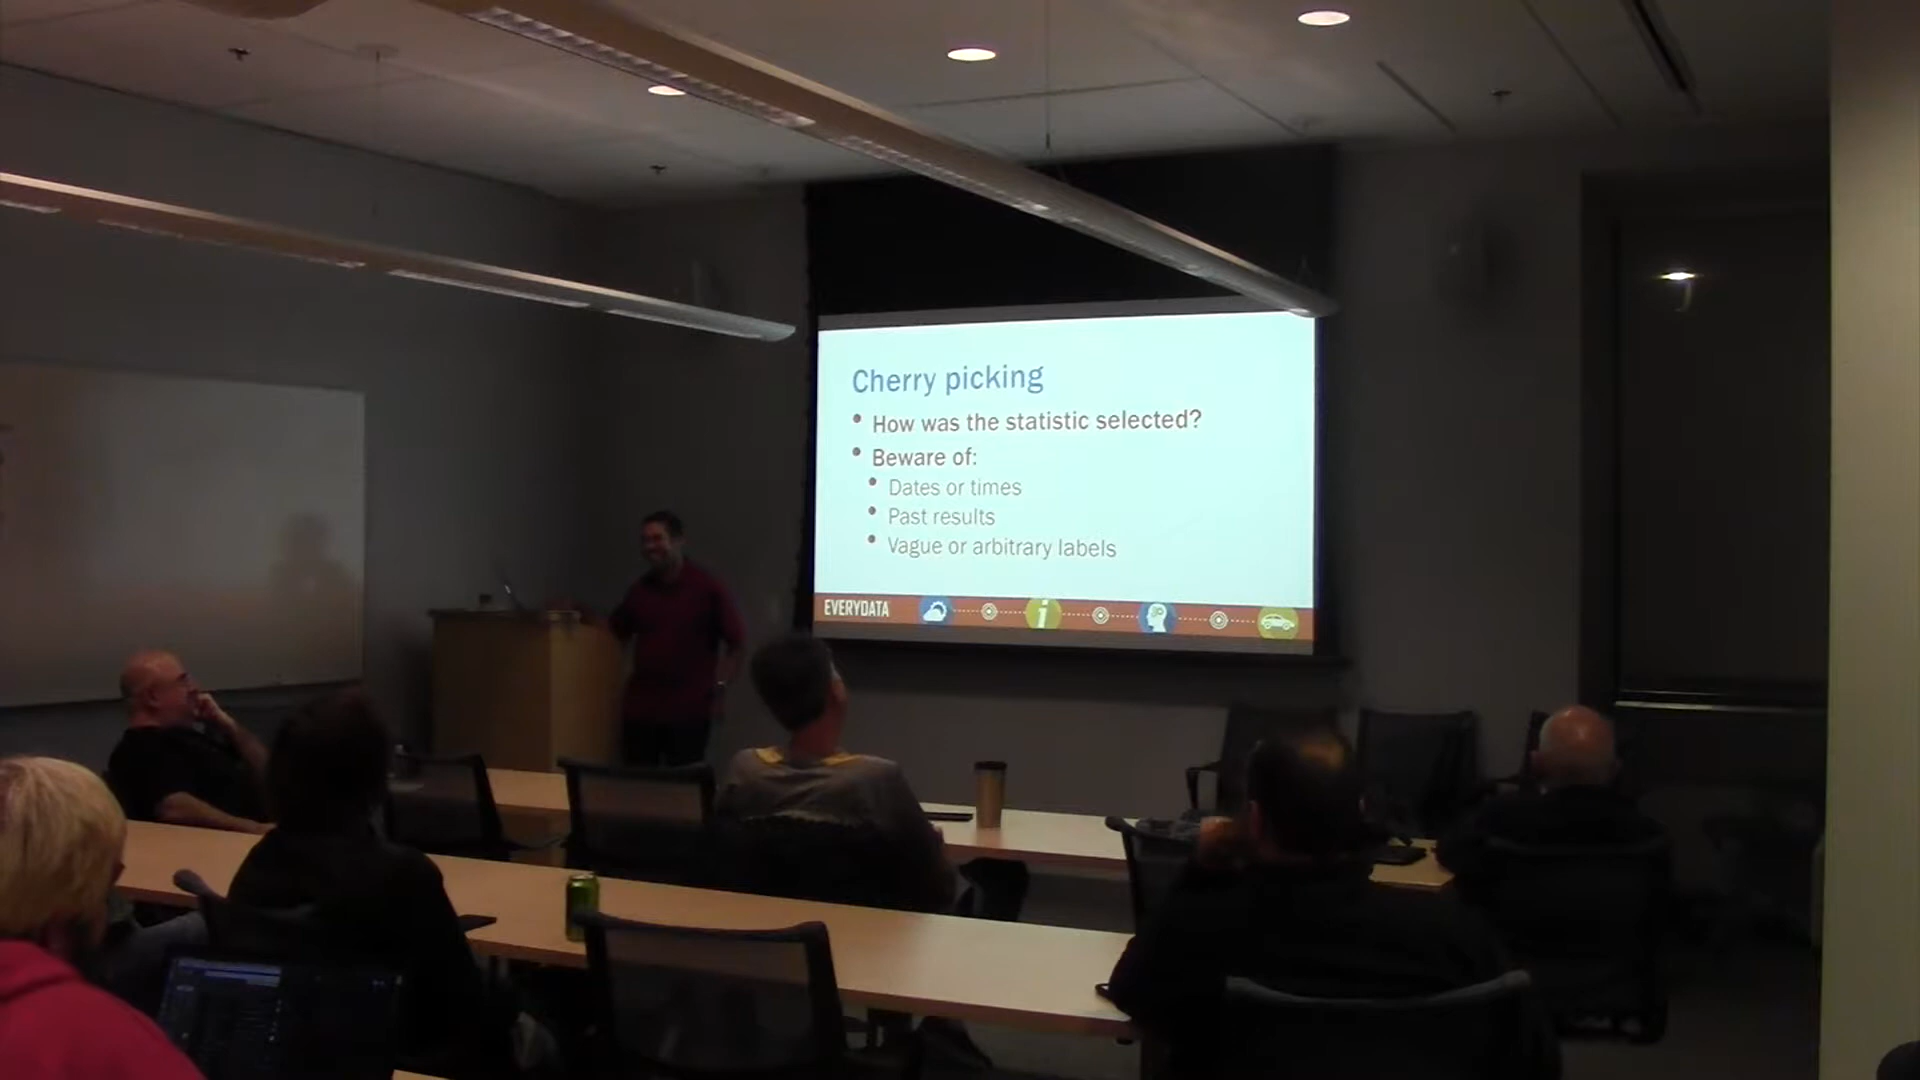 Cherry picking
• How was the statistic selected?
• Beware of:
• Dates or times
• Past results
• Vague or arbitrary labels
EVERYDATA
i